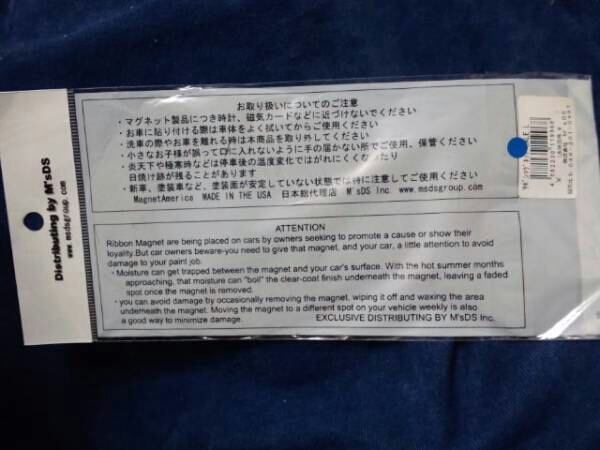 お取り扱いについてのご注意
・マグネット製品につき時計、磁気カードなどに近づけないでください
・お車に貼り付ける際は車体をよく拭いてからご使用ください
・洗車の際やお車を離れる時は本商品を取り外してください
・小さなお子様が誤って口に入れないように手の届かない所でご使用、保管ください
・炎天下や極寒時などは停車後の温度変化ではがれにくくなったり
日焼け跡が残ることがあります
・新車、塗装車など、塗装面が安定していない状態では特に注意してご使用ください
MagnetAmerica MADE IN THE USA 日本総代理店 M'sDS Inc. www.msdsgroup.com
ATTENTION
Ribbon Magnet are being placed on cars by owners seeking to promote a cause or show their
loyality.But car owners beware-you need to give that magnet, and your car, a little attention to avoid
damage to your paint job.
・Moisture can get trapped between the magnet and your car's surface. With the hot summer months
approaching, that moisture can "boil" the clear-coat finish underneath the magnet, leaving a faded
spot once the magnet is removed.
・you can avoid damage by occasionally removing the magnet, wiping it off and waxing the area
underneath the magnet. Moving the magnet to a different spot on your vehicle weekly is also
a good way to minimize damage.
EXCLUSIVE DISTRIBUTING BY M'sDS Inc.
Distributing by M'sDS
www.msdsgroup.com